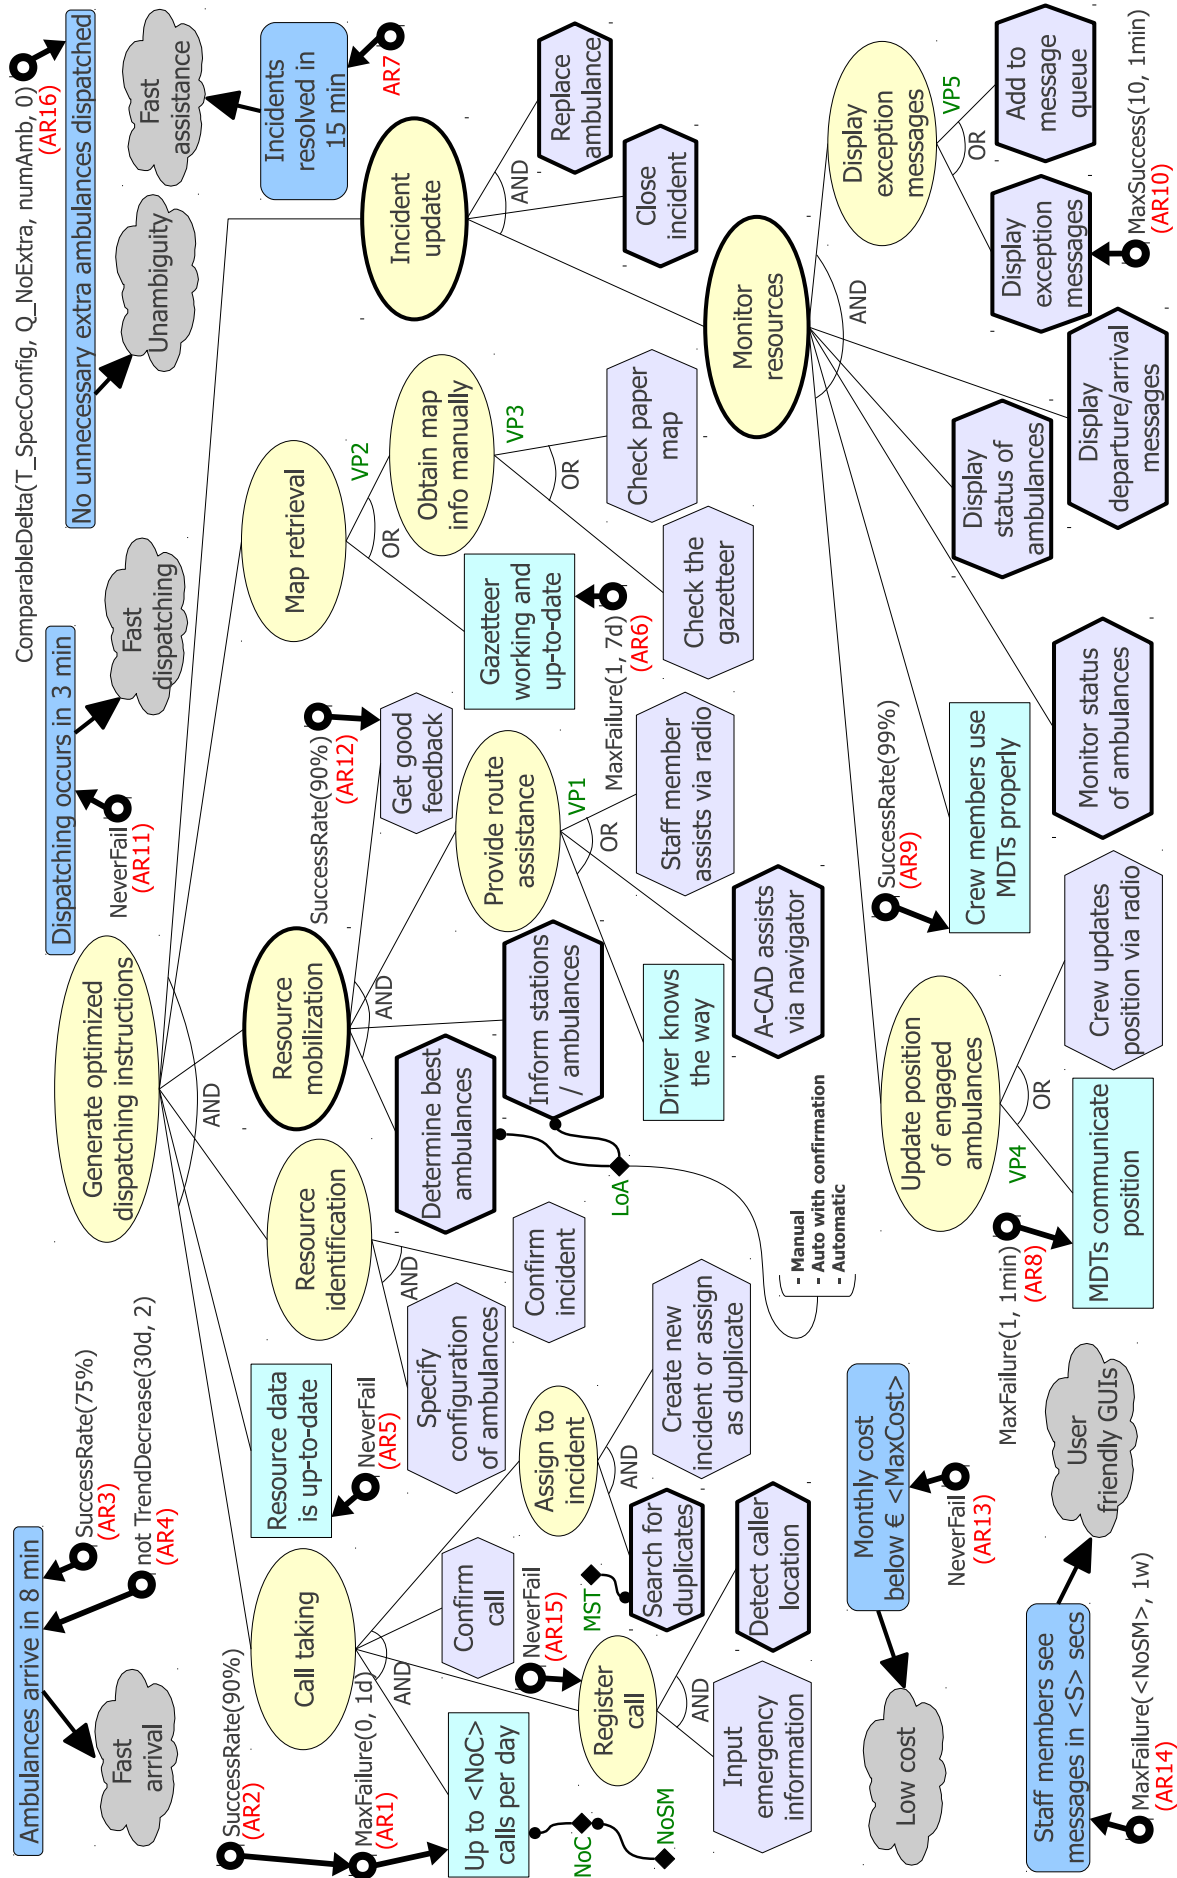 Ambulances arrive in 8 min
Fast
arrival
SuccessRate(75%)
(AR3)
not TrendDecrease(30d, 2)
(AR4)
Generate optimized
dispatching instructions
AND
Dispatching occurs in 3 min
NeverFail
(AR11)
Fast
dispatching
ComparableDelta(T_SpecConfig, Q_NoExtra, numAmb, 0)
(AR16)
No unnecessary extra ambulances dispatched
Unambiguity
Fast
assistance
SuccessRate(90%)
(AR2)
MaxFailure(0, 1d)
(AR1)
Call taking
AND
Resource data
is up-to-date
NeverFail
(AR5)
Resource
identification
AND
Resource
mobilization
AND
SuccessRate(90%)
(AR12)
Get good
feedback
Map retrieval
VP2
OR
Incidents
resolved in
15 min
AR7
Incident
update
AND
Up to <NoC>
calls per day
NoC
NoSM
Confirm
call
NeverFail
(AR15)
Register
call
AND
Input
emergency
information
Detect caller
location
Assign to
incident
AND
MST
Search for
duplicates
Create new
incident or assign
as duplicate
Specify
configuration
of ambulances
Confirm
incident
Determine best
ambulances
Inform stations
/ ambulances
LoA
- Manual
- Auto with confirmation
- Automatic
Provide route
assistance
VP1
OR
Driver knows
the way
A-CAD assists
via navigator
Staff member
assists via radio
Gazetteer
working and
up-to-date
MaxFailure(1, 7d)
(AR6)
Obtain map
info manually
VP3
OR
Check the
gazetteer
Check paper
map
Replace
ambulance
Close
incident
Monitor
resources
AND
Low cost
Monthly cost
below € <MaxCost>
NeverFail
(AR13)
Staff members see
messages in <S> secs
MaxFailure(<NoSM>, 1w)
(AR14)
User
friendly GUIs
Update position
of engaged
ambulances
VP4
OR
MaxFailure(1, 1min)
(AR8)
MDTs communicate
position
Crew updates
position via radio
SuccessRate(99%)
(AR9)
Crew members use
MDTs properly
Monitor status
of ambulances
Display
status of
ambulances
Display
departure/arrival
messages
Display
exception
messages
VP5
OR
Display
exception
messages
Add to
message
queue
MaxSuccess(10, 1min)
(AR10)